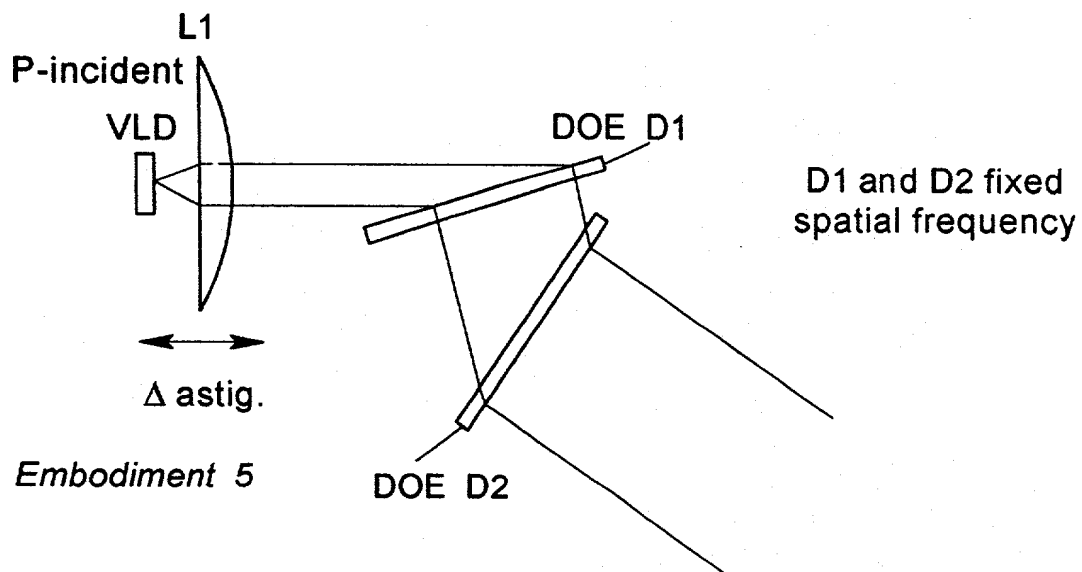 L1
P-incident
VLD
DOE D1
D1 and D2 fixed
spatial frequency
Δ astig.
Embodiment 5
DOE D2